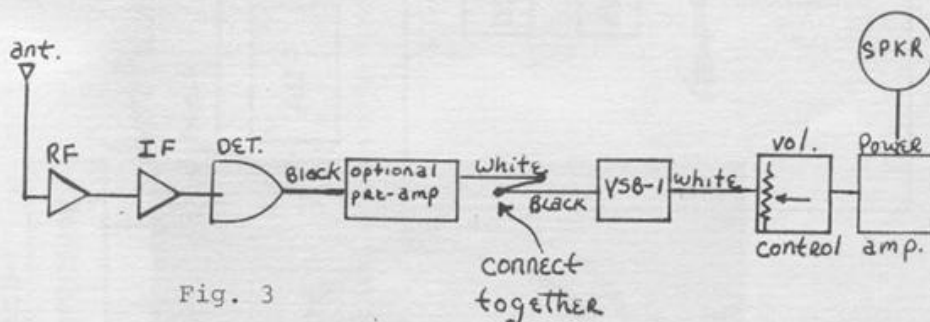 ant.
RF
IF
DET.
Black
optional
pre-amp
White
Black
VSB-1
White
vol.
control
SPKR
Power
amp.
connect
together
Fig. 3